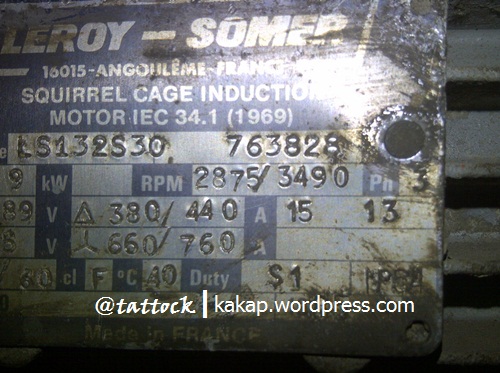 LEROY-SOMER
16015-ANGOULÊME-FRANCE
SQUIRREL CAGE INDUCTION
MOTOR IEC 34.1 (1969)
LS132S30 763828
9 kW RPM 2875/3490 Ph 3
89 V △ 380/440 A 15 13
V 660/760 A
cl F °C 40 Duty S1
@tattock | kakap.wordpress.com
Made in FRANCE